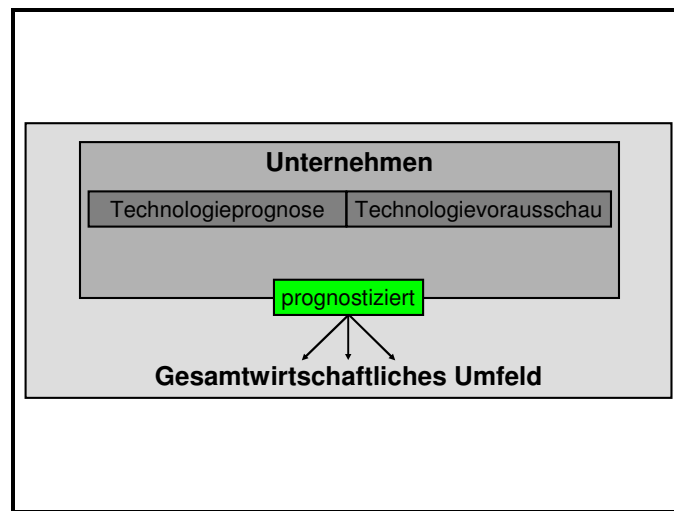 Unternehmen
Technologieprognose Technologievorausschau
prognostiziert
Gesamtwirtschaftliches Umfeld